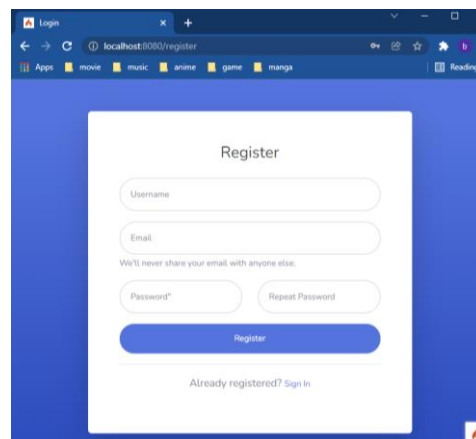 Login
localhost:8080/register
Apps movie music anime game manga Reading
Register
Username
Email
We'll never share your email with anyone else.
Password* Repeat Password
Register
Already registered? Sign In